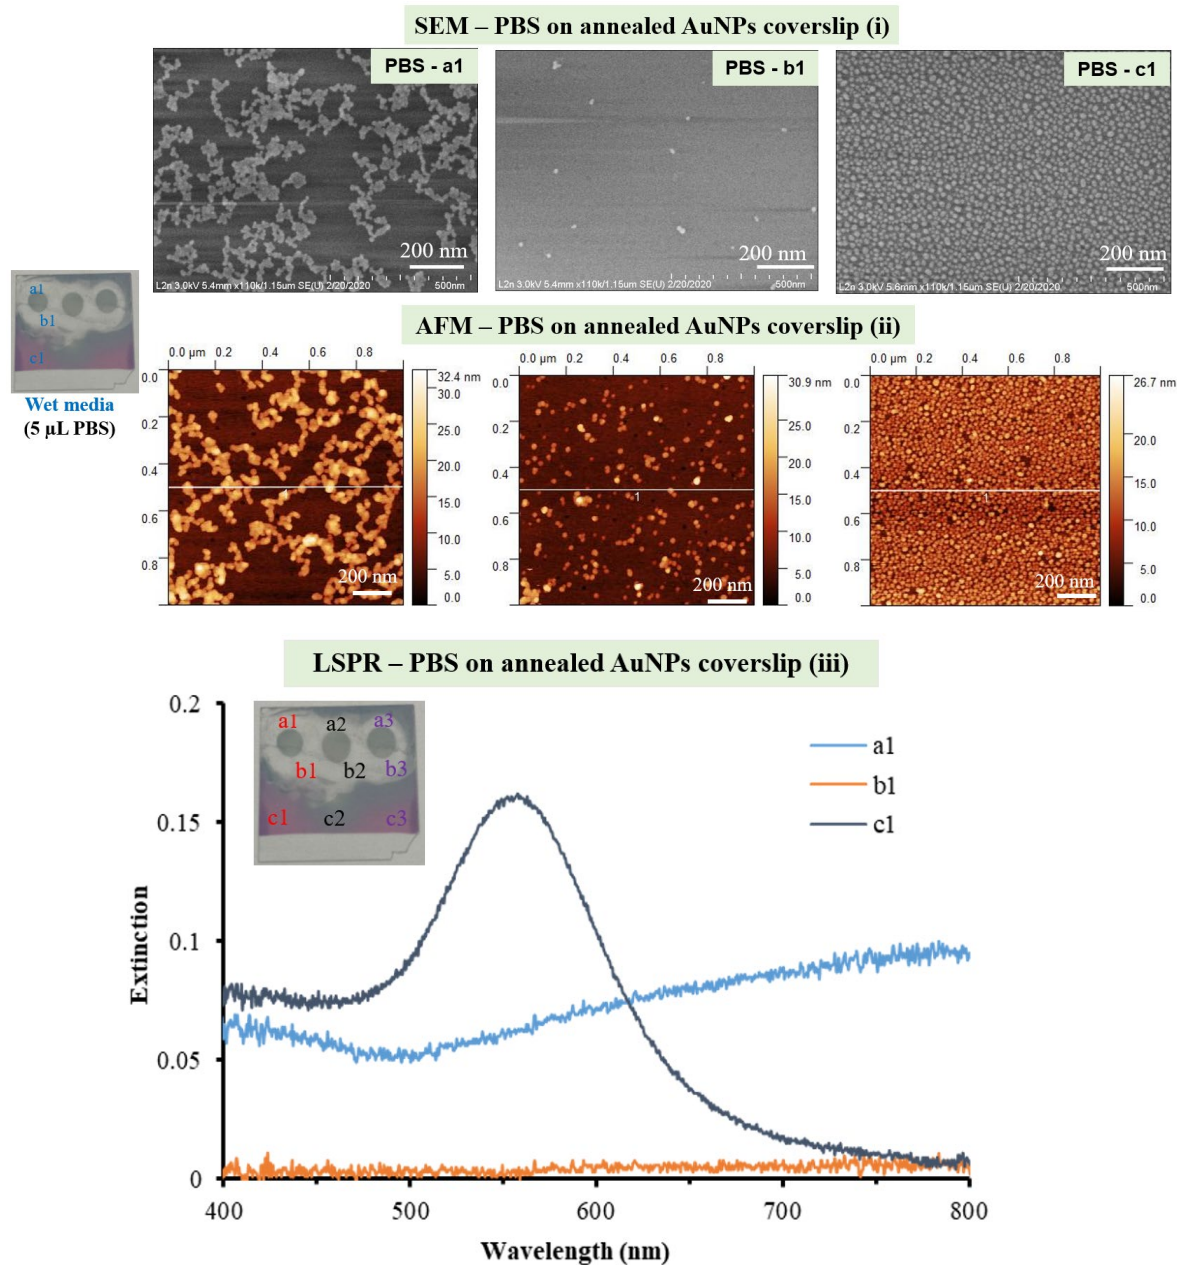 SEM – PBS on annealed AuNPs coverslip (i)
PBS - a1
PBS - b1
PBS - c1
200 nm
200 nm
200 nm
L2n 3.0kV 5.4mm x110k/1.15um SE(U) 2/20/2020 500nm
L2n 3.0kV 5.4mm x110k/1.15um SE(U) 2/20/2020 500nm
L2n 3.0kV 5.6mm x110k/1.15um SE(U) 2/20/2020 500nm
a1
b1
c1
Wet media
(5 µL PBS)
AFM – PBS on annealed AuNPs coverslip (ii)
0.0 µm 0.2 0.4 0.6 0.8
0.0
0.2
0.4
0.6
0.8
1
200 nm
32.4 nm
30.0
25.0
20.0
15.0
10.0
5.0
0.0
0.0 µm 0.2 0.4 0.6 0.8
0.0
0.2
0.4
0.6
0.8
1
200 nm
30.9 nm
25.0
20.0
15.0
10.0
5.0
0.0
0.0 µm 0.2 0.4 0.6 0.8
0.0
0.2
0.4
0.6
0.8
1
200 nm
26.7 nm
20.0
15.0
10.0
5.0
0.0
LSPR – PBS on annealed AuNPs coverslip (iii)
a1 a2 a3
b1 b2 b3
c1 c2 c3
a1
b1
c1
Extinction
0.2
0.15
0.1
0.05
0
400 500 600 700 800
Wavelength (nm)